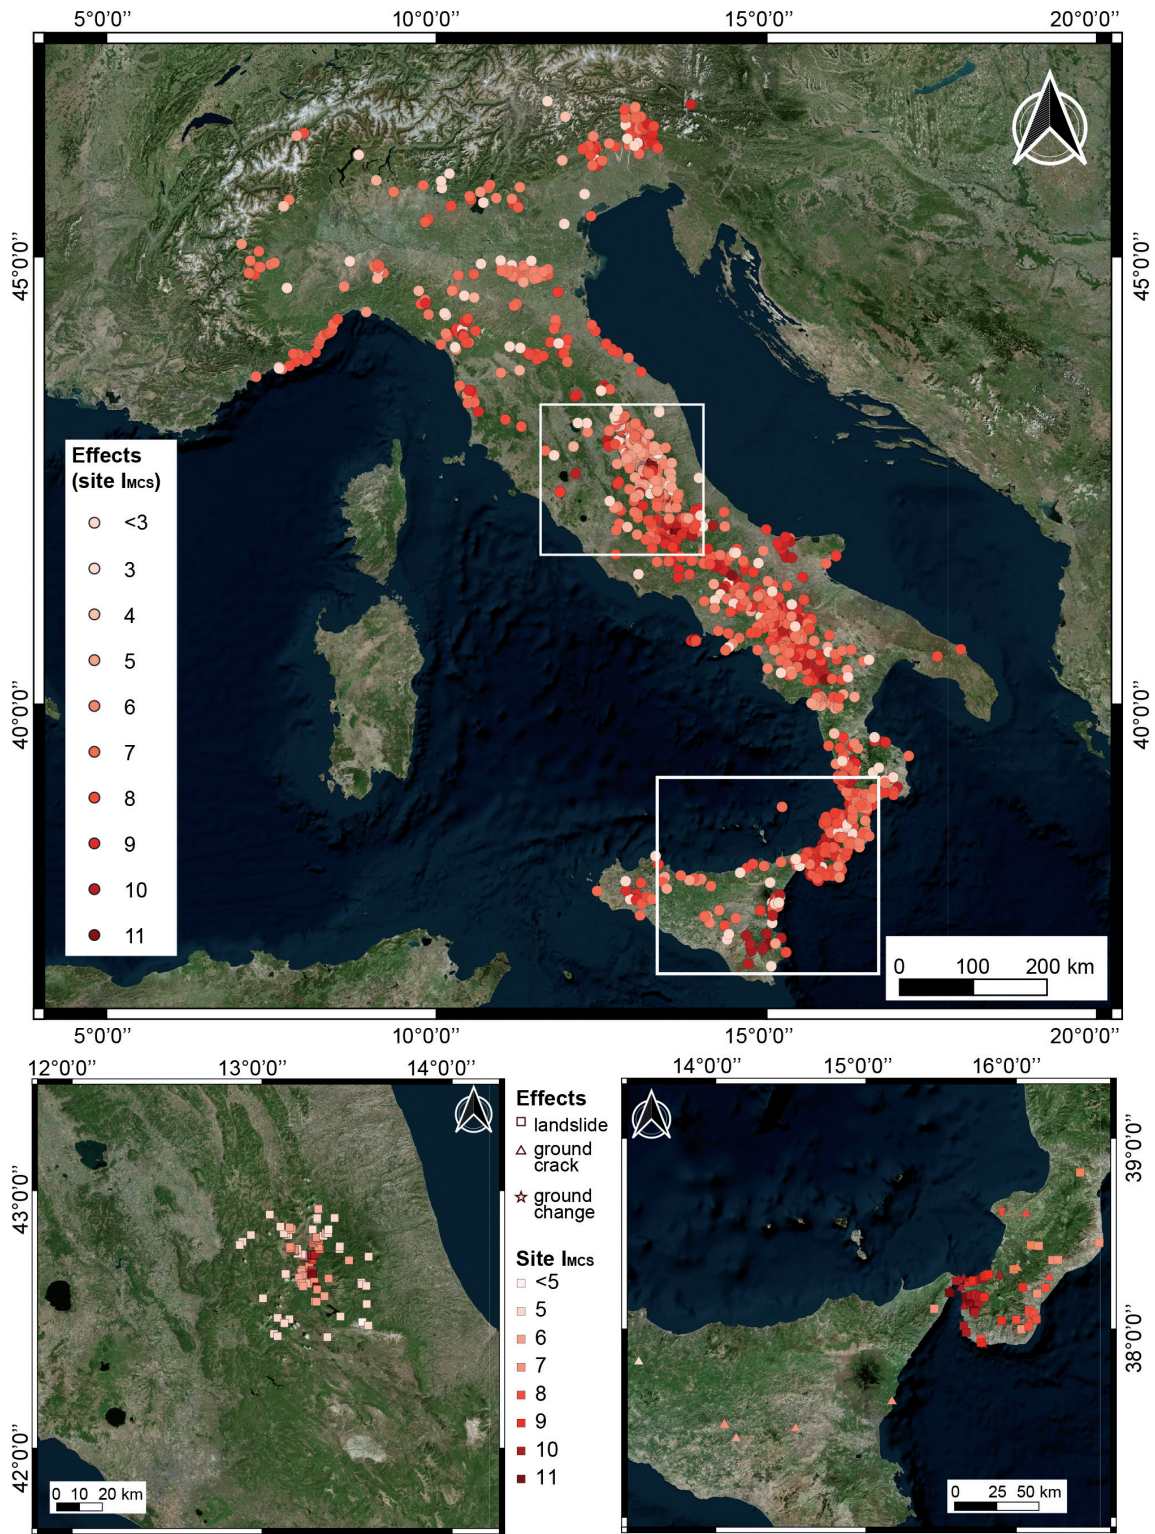 5°0'0'' 10°0'0'' 15°0'0'' 20°0'0''
45°0'0'' 45°0'0''
Effects
(site IMCS)
<3
3
4
5
6
7
8
9
10
11
40°0'0'' 40°0'0''
0 100 200 km
5°0'0'' 10°0'0'' 15°0'0'' 20°0'0''
12°0'0'' 13°0'0'' 14°0'0''
43°0'0''
42°0'0''
0 10 20 km
Effects
landslide
ground
crack
ground
change
Site IMCS
<5
5
6
7
8
9
10
11
14°0'0'' 15°0'0'' 16°0'0''
39°0'0''
38°0'0''
0 25 50 km